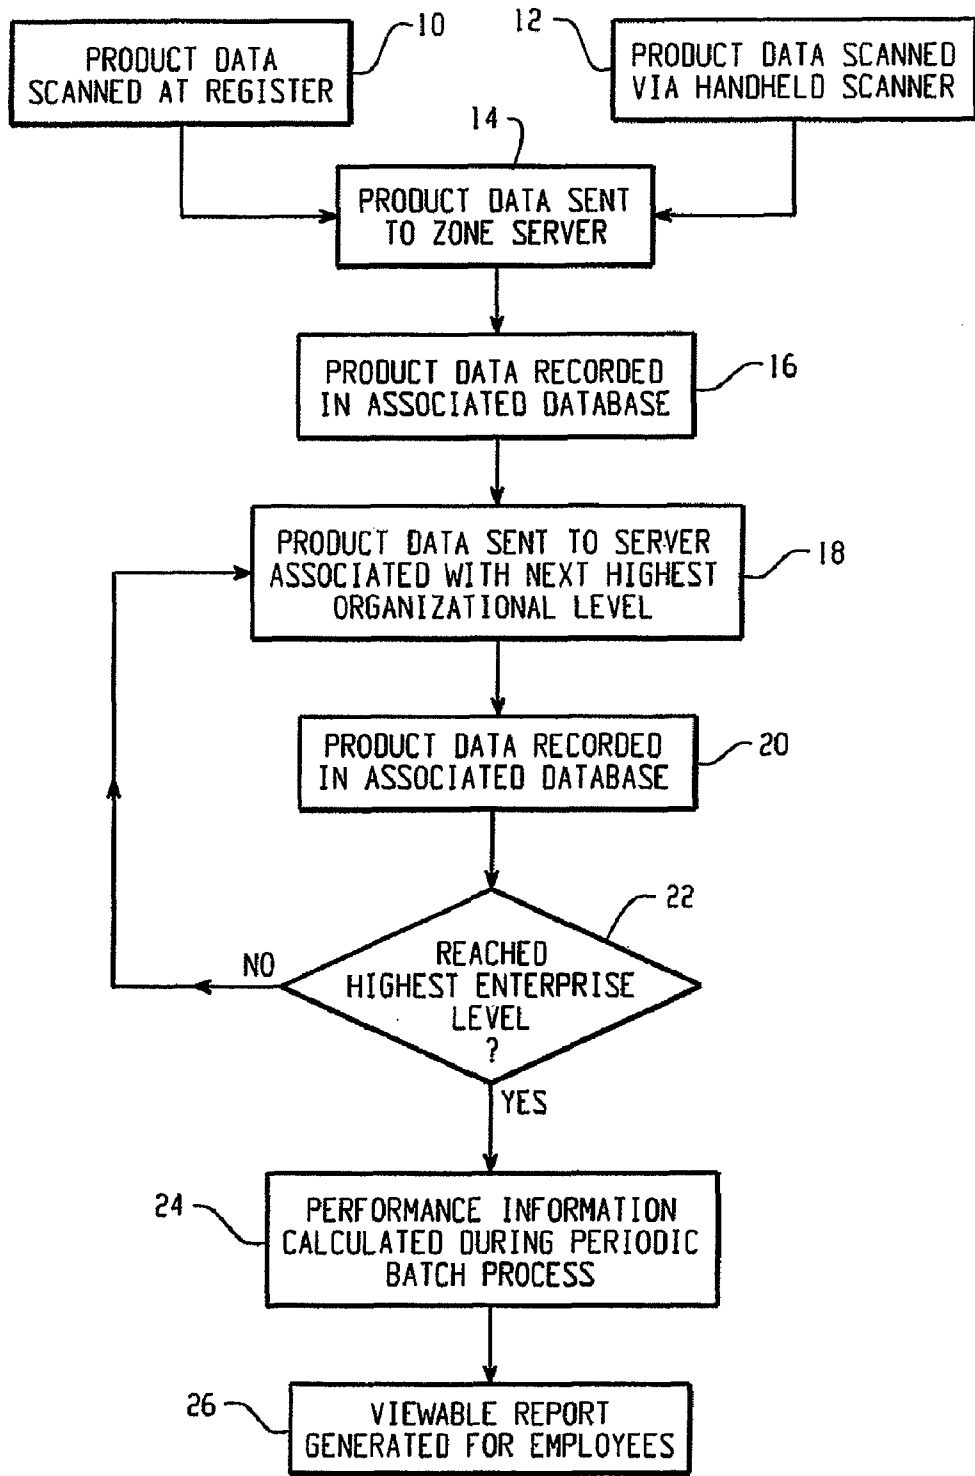 10
PRODUCT DATA
SCANNED AT REGISTER
12
PRODUCT DATA SCANNED
VIA HANDHELD SCANNER
14
PRODUCT DATA SENT
TO ZONE SERVER
PRODUCT DATA RECORDED
IN ASSOCIATED DATABASE
16
PRODUCT DATA SENT TO SERVER
ASSOCIATED WITH NEXT HIGHEST
ORGANIZATIONAL LEVEL
18
PRODUCT DATA RECORDED
IN ASSOCIATED DATABASE
20
22
NO
REACHED
HIGHEST ENTERPRISE
LEVEL
?
YES
24
PERFORMANCE INFORMATION
CALCULATED DURING PERIODIC
BATCH PROCESS
26
VIEWABLE REPORT
GENERATED FOR EMPLOYEES